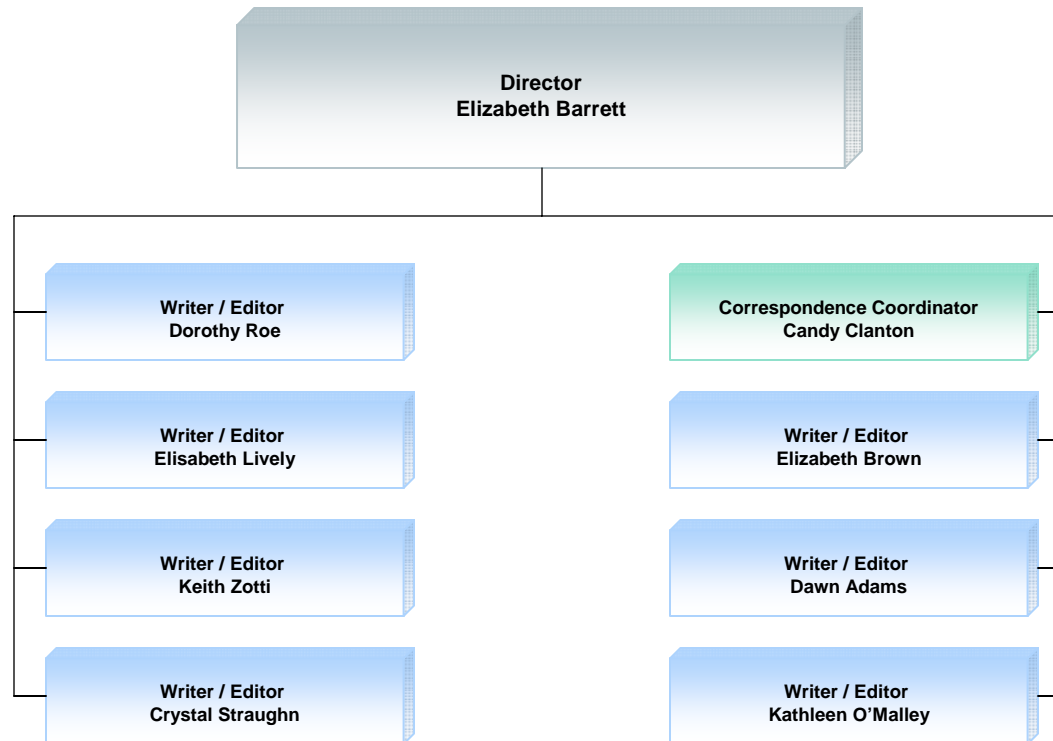 Director
Elizabeth Barrett
Writer / Editor
Dorothy Roe
Correspondence Coordinator
Candy Clanton
Writer / Editor
Elisabeth Lively
Writer / Editor
Elizabeth Brown
Writer / Editor
Keith Zotti
Writer / Editor
Dawn Adams
Writer / Editor
Crystal Straughn
Writer / Editor
Kathleen O’Malley